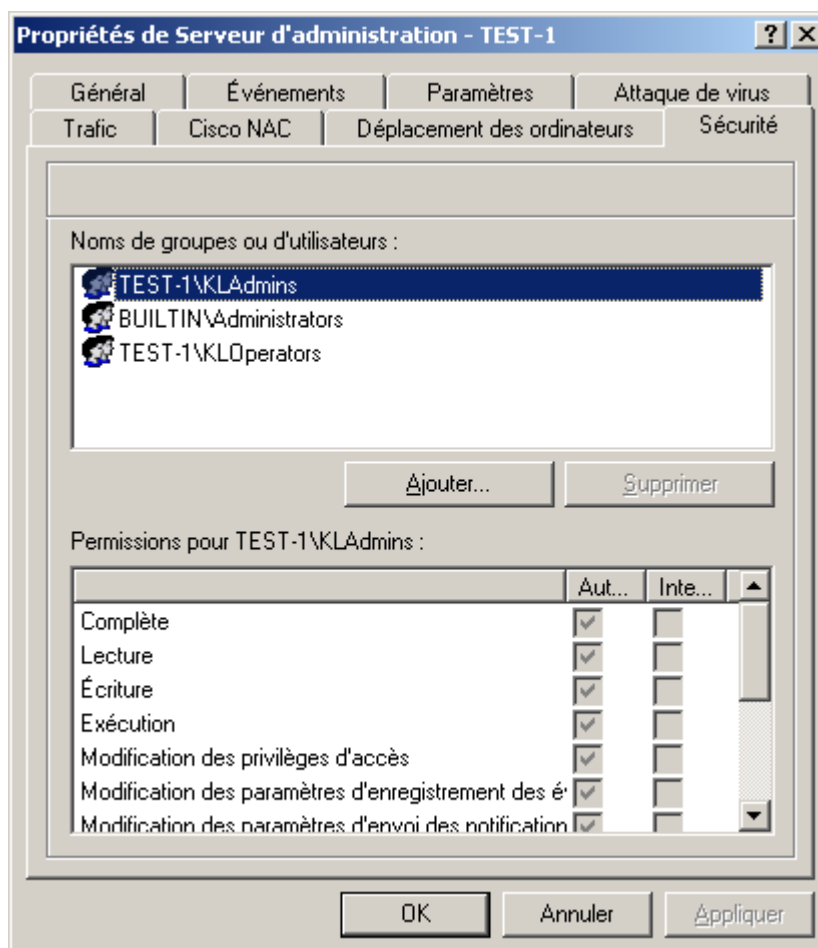 Propriétés de Serveur d'administration - TEST-1
Général Événements Paramètres Attaque de virus
Trafic Cisco NAC Déplacement des ordinateurs Sécurité
Noms de groupes ou d'utilisateurs :
TEST-1\KLAdmins
BUILTIN\Administrators
TEST-1\KLOperators
Ajouter... Supprimer
Permissions pour TEST-1\KLAdmins :
Aut... Inte...
Complète
Lecture
Écriture
Exécution
Modification des privilèges d'accès
Modification des paramètres d'enregistrement des é
Modification des paramètres d'envoi des notification
OK Annuler Appliquer